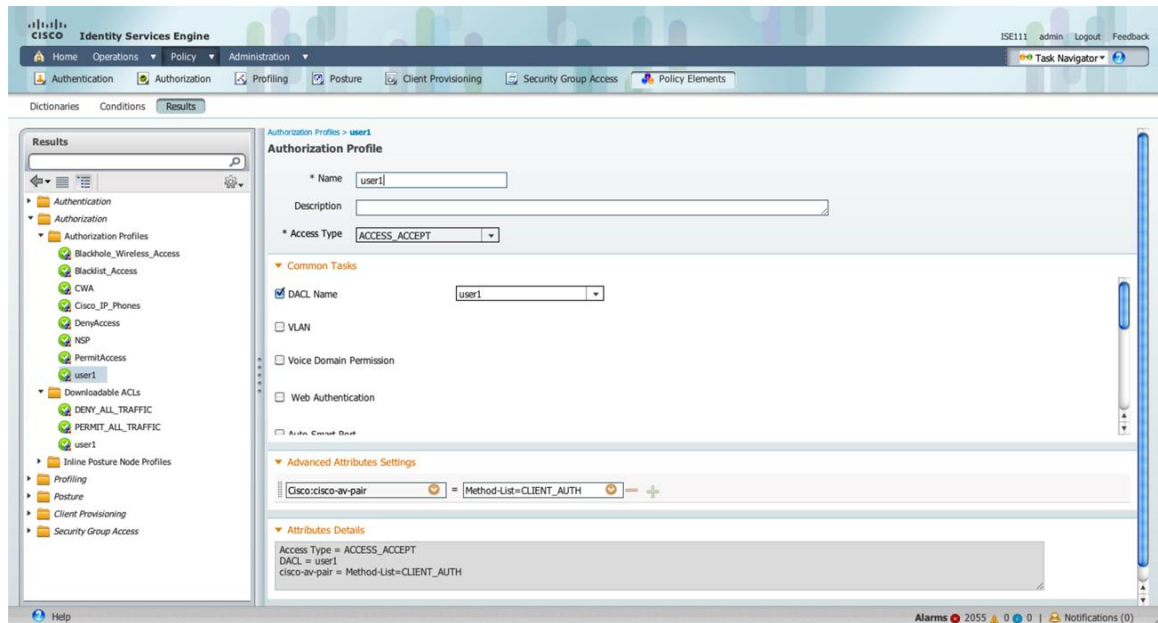 CISCO Identity Services Engine
ISE111 admin Logout Feedback
Home Operations Policy Administration
Task Navigator
Authentication Authorization Profiling Posture Client Provisioning Security Group Access Policy Elements
Dictionaries Conditions Results
Results
Authentication
Authorization
Authorization Profiles
Blackhole_Wireless_Access
Blacklist_Access
CWA
Cisco_IP_Phones
DenyAccess
NSP
PermitAccess
user1
Downloadable ACLs
DENY_ALL_TRAFFIC
PERMIT_ALL_TRAFFIC
user1
Inline Posture Node Profiles
Profiling
Posture
Client Provisioning
Security Group Access
Authorization Profiles > user1
Authorization Profile
* Name user1
Description
* Access Type ACCESS_ACCEPT
Common Tasks
DACL Name user1
VLAN
Voice Domain Permission
Web Authentication
Auto Smart Port
Advanced Attributes Settings
Cisco:cisco-av-pair = Method-List=CLIENT_AUTH
Attributes Details
Access Type = ACCESS_ACCEPT
DACL = user1
cisco-av-pair = Method-List=CLIENT_AUTH
Help
Alarms 2055 0 0 | Notifications (0)